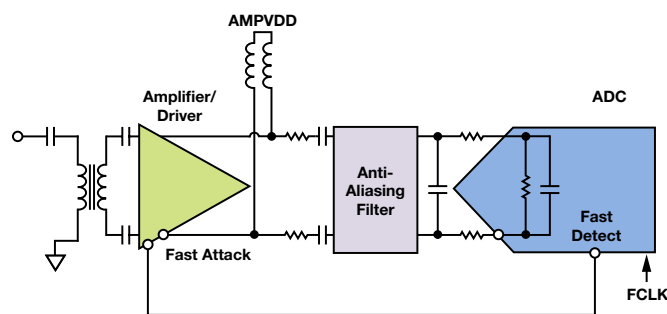 AMPVDD
Amplifier/
Driver
ADC
Anti-
Aliasing
Filter
Fast Attack
Fast
Detect
FCLK